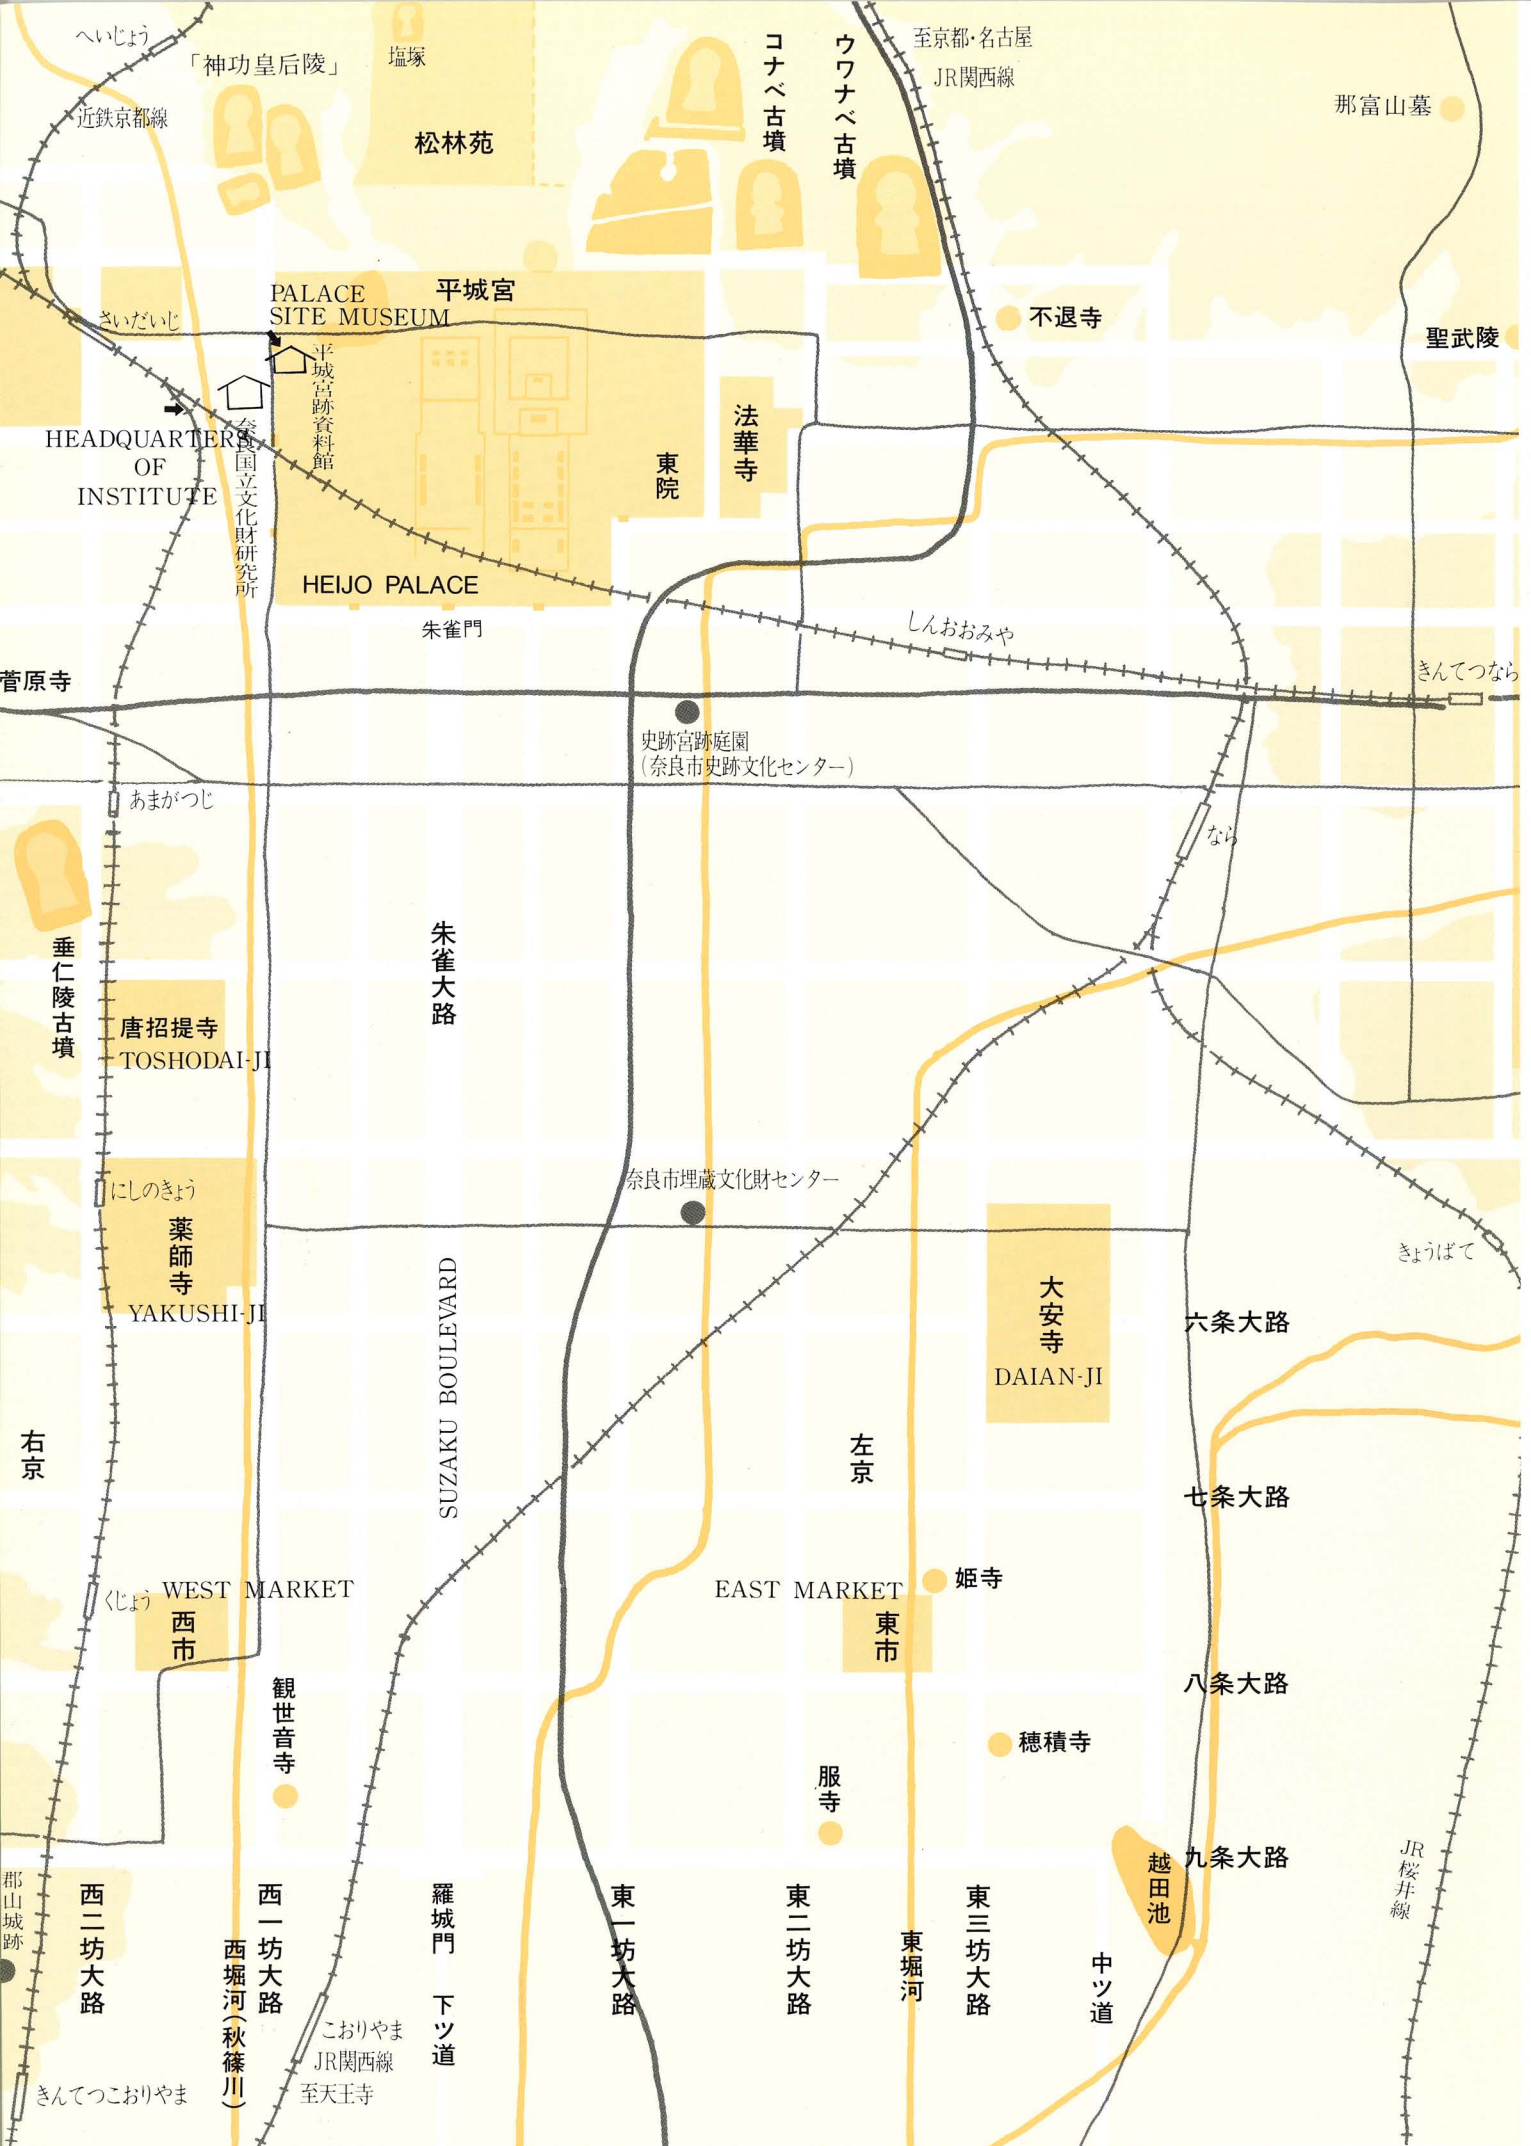 へいじょう
「神功皇后陵」
塩塚
コナベ古墳
ウワナベ古墳
至京都・名古屋
JR関西線
那富山墓
近鉄京都線
松林苑
PALACE
SITE MUSEUM
平城宮
さいだいじ
不退寺
聖武陵
平城宮跡資料館
法華寺
東院
HEADQUARTERS
OF
INSTITUTE
奈良国立文化財研究所
HEIJO PALACE
朱雀門
しんおおみや
菅原寺
きんてつなら
史跡宮跡庭園
(奈良市史跡文化センター)
あまがつじ
なら
垂仁陵古墳
朱雀大路
唐招提寺
TOSHODAI-JI
にしのきょう
奈良市埋蔵文化財センター
薬師寺
YAKUSHI-JI
きょうばて
大安寺
DAIAN-JI
六条大路
SUZAKU BOULEVARD
右京
左京
七条大路
くじょう
WEST MARKET
西市
EAST MARKET
東市
姫寺
八条大路
観世音寺
穂積寺
服寺
越田池
九条大路
JR桜井線
郡山城跡
西二坊大路
西一坊大路
西堀河(秋篠川)
羅城門
下ツ道
東一坊大路
東二坊大路
東堀河
東三坊大路
中ツ道
こおりやま
JR関西線
至天王寺
きんてつこおりやま